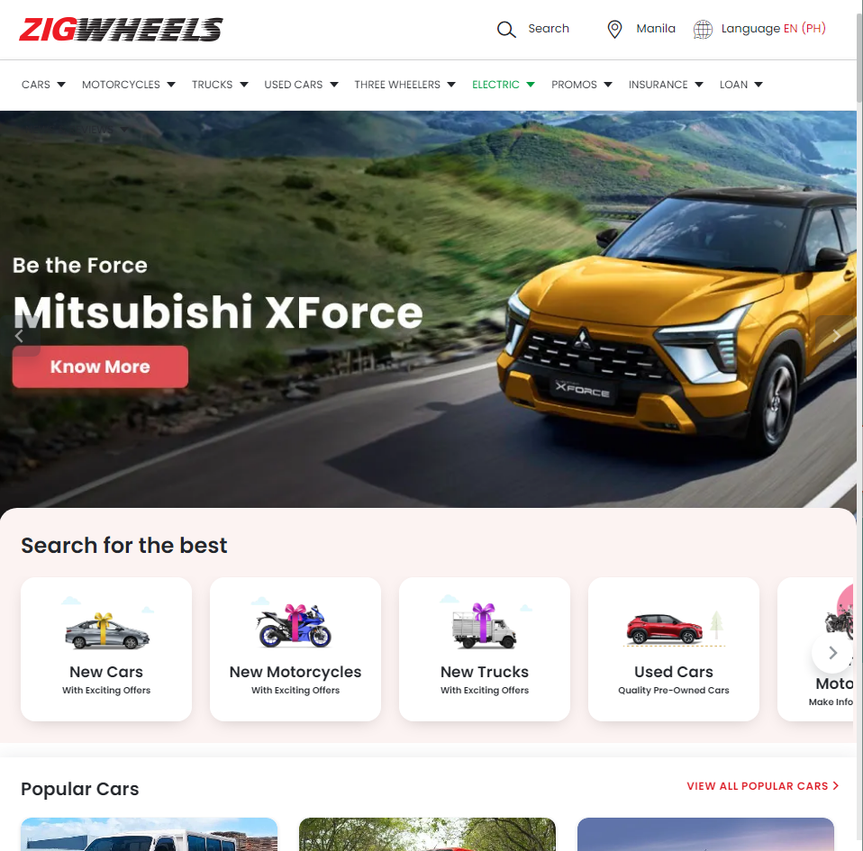 ZIGWHEELS
Search
Manila
Language EN (PH)
CARS
MOTORCYCLES
TRUCKS
USED CARS
THREE WHEELERS
ELECTRIC
PROMOS
INSURANCE
LOAN
Be the Force
Mitsubishi XForce
Know More
XFORCE
Search for the best
New Cars
With Exciting Offers
New Motorcycles
With Exciting Offers
New Trucks
With Exciting Offers
Used Cars
Quality Pre-Owned Cars
Moto
Make Info
Popular Cars
VIEW ALL POPULAR CARS